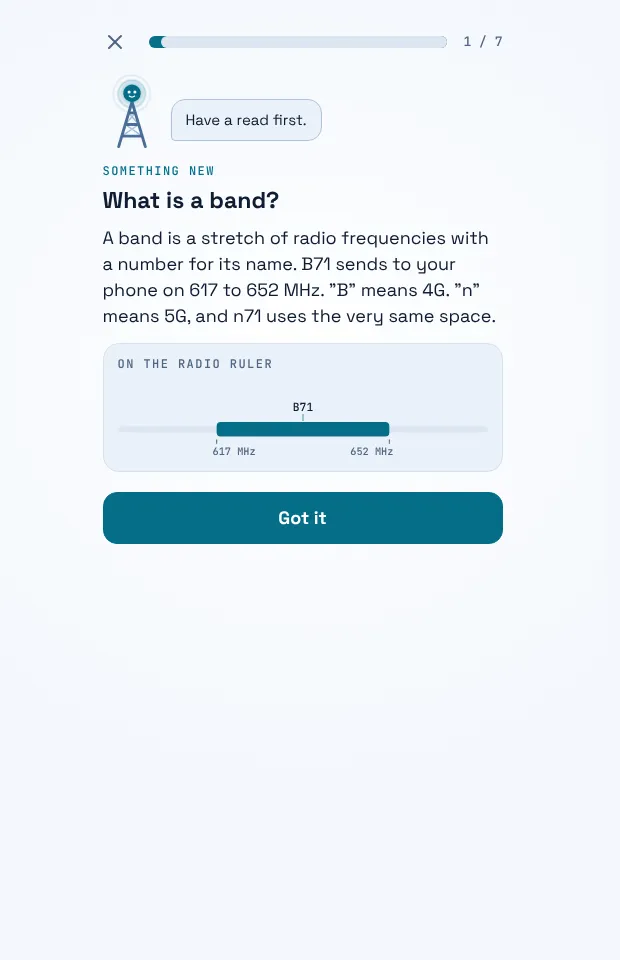 1 / 7
Have a read first.
SOMETHING NEW
What is a band?
A band is a stretch of radio frequencies with
a number for its name. B71 sends to your
phone on 617 to 652 MHz. ”B” means 4G. ”n”
means 5G, and n71 uses the very same space.
ON THE RADIO RULER
B71
617 MHz 652 MHz
Got it